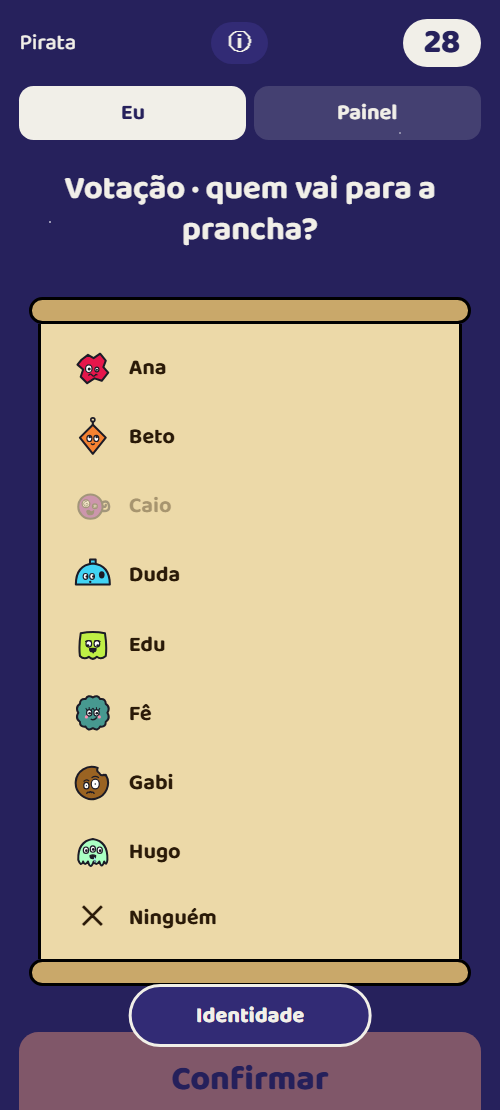 Pirata
28
Eu
Painel
Votação · quem vai para a
prancha?
Ana
Beto
Caio
Duda
Edu
Fê
Gabi
Hugo
Ninguém
Identidade
Confirmar